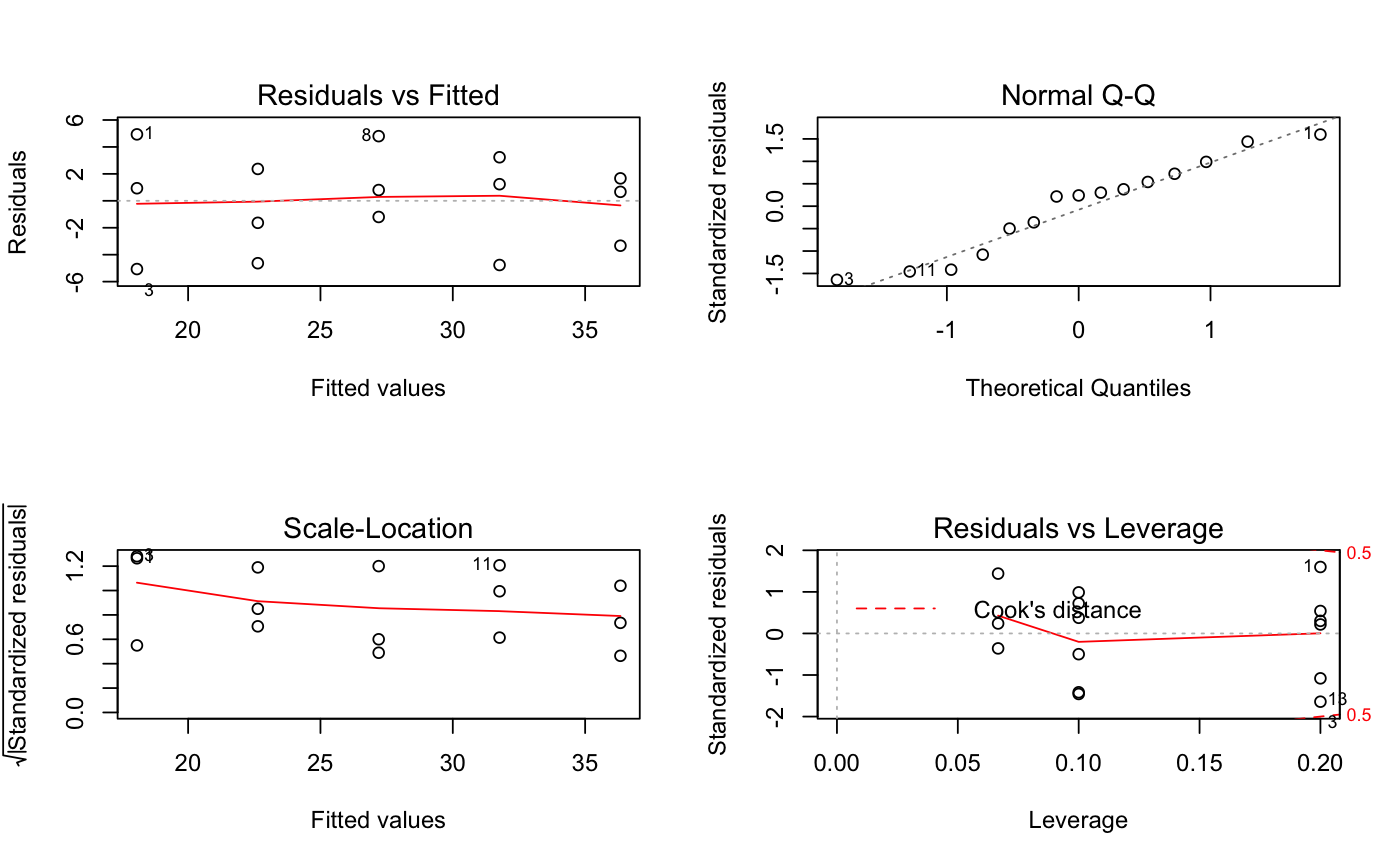 Residuals vs Fitted
Residuals
6
2
-2
-6
1
8
3
20 25 30 35
Fitted values
Normal Q-Q
Standardized residuals
1.5
0.0
-1.5
1
11
3
-1 0 1
Theoretical Quantiles
Scale-Location
√|Standardized residuals|
1.2
0.6
0.0
3
1
11
20 25 30 35
Fitted values
Residuals vs Leverage
Standardized residuals
2
1
0
-1
-2
1
0.5
Cook's distance
13
0.5
3
0.00 0.05 0.10 0.15 0.20
Leverage